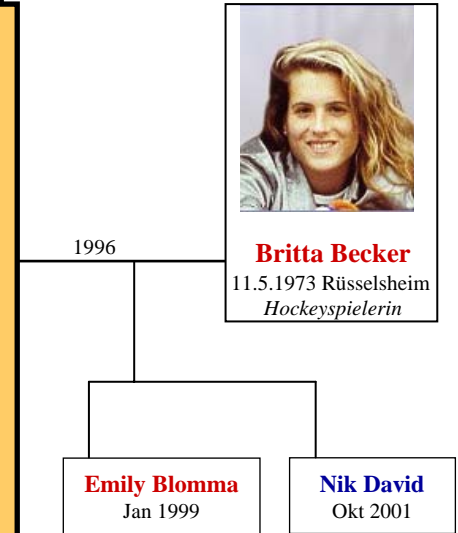 1996
Britta Becker
11.5.1973 Rüsselsheim
Hockeyspielerin
Emily Blomma
Jan 1999
Nik David
Okt 2001